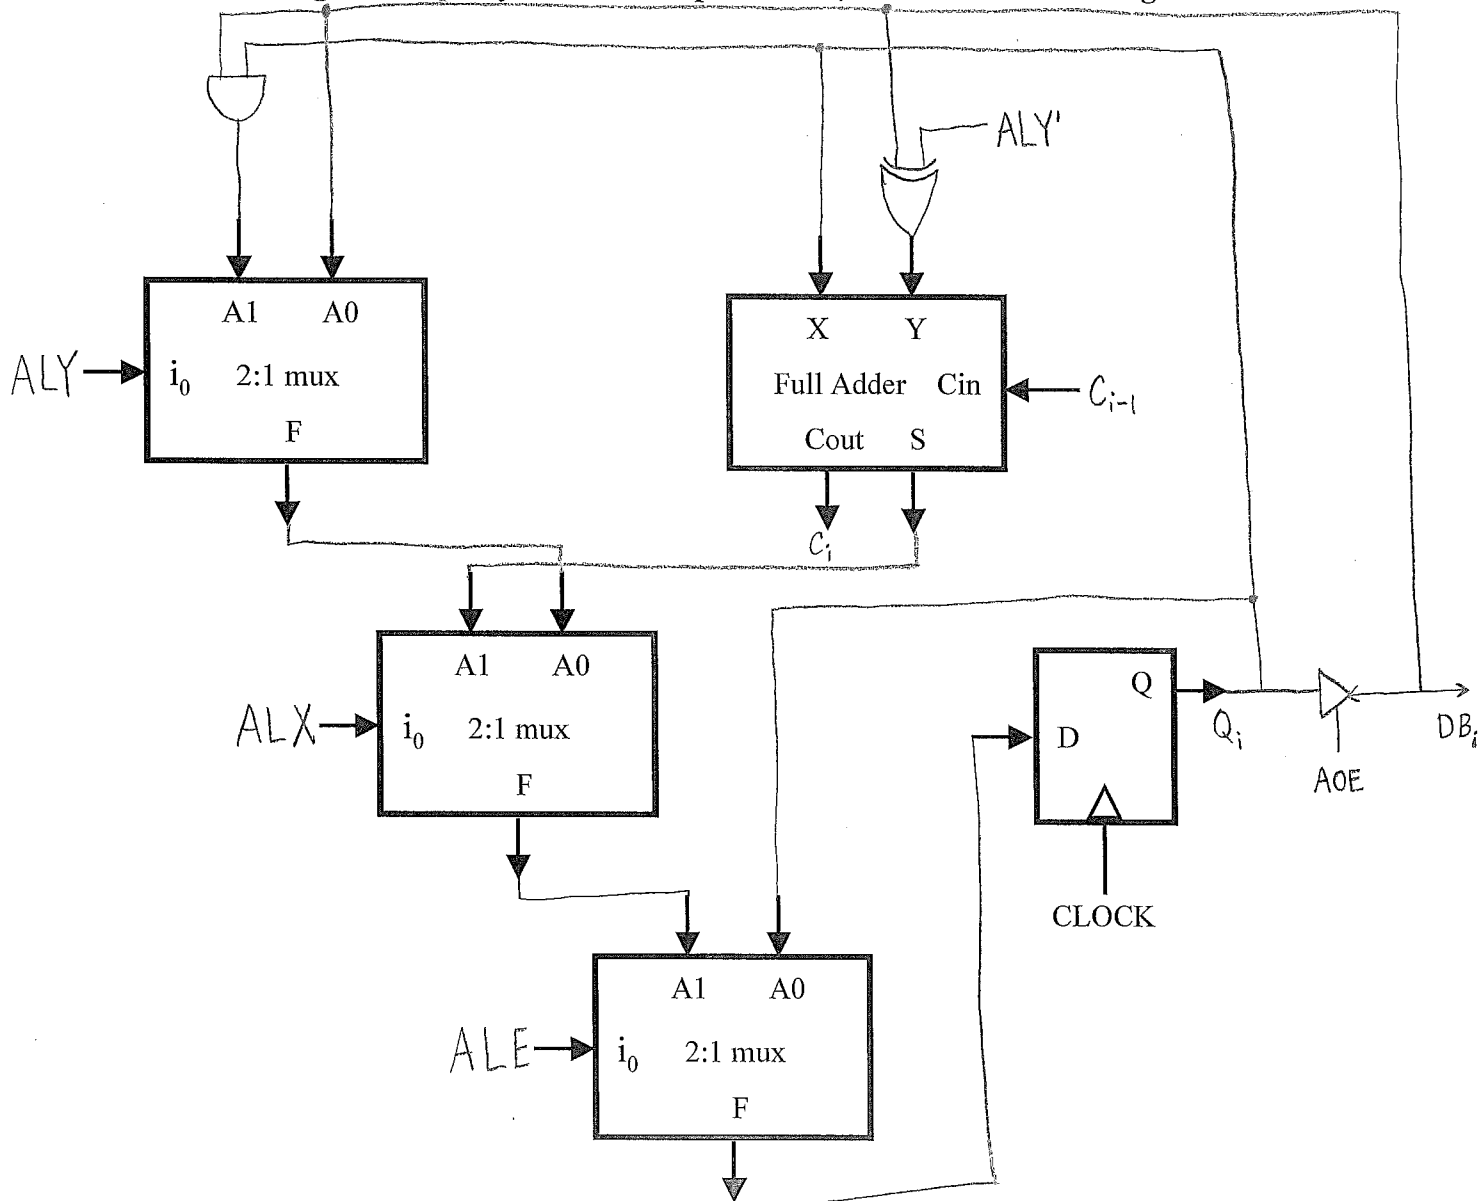 ALY'
A1 A0
ALY i₀ 2:1 mux
F
X Y
Full Adder Cin
Cᵢ₋₁
Cout S
Cᵢ
A1 A0
ALX i₀ 2:1 mux
F
Q
D
Qᵢ
DBᵢ
AOE
CLOCK
A1 A0
ALE i₀ 2:1 mux
F